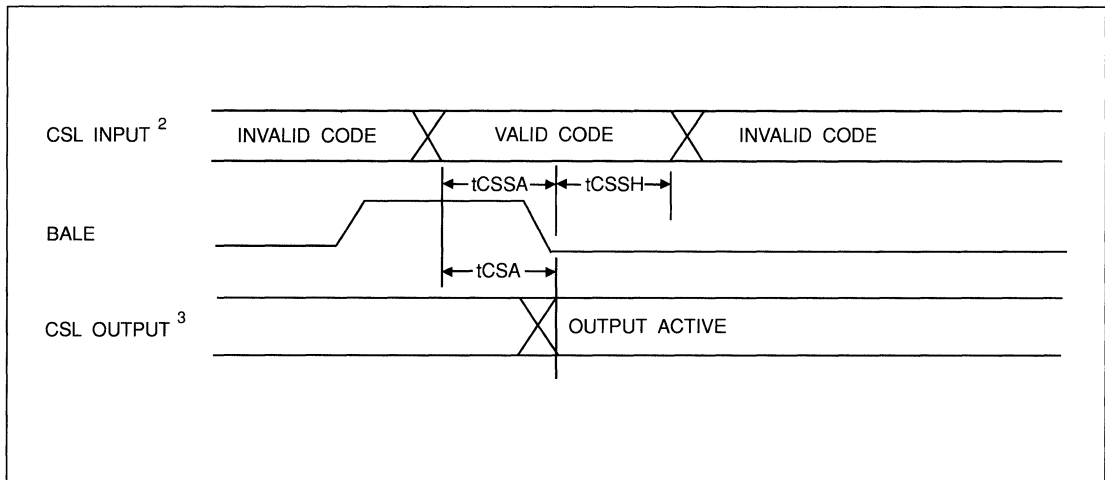 CSL INPUT 2
INVALID CODE VALID CODE INVALID CODE
tCSSA tCSSH
BALE
tCSA
CSL OUTPUT 3
OUTPUT ACTIVE